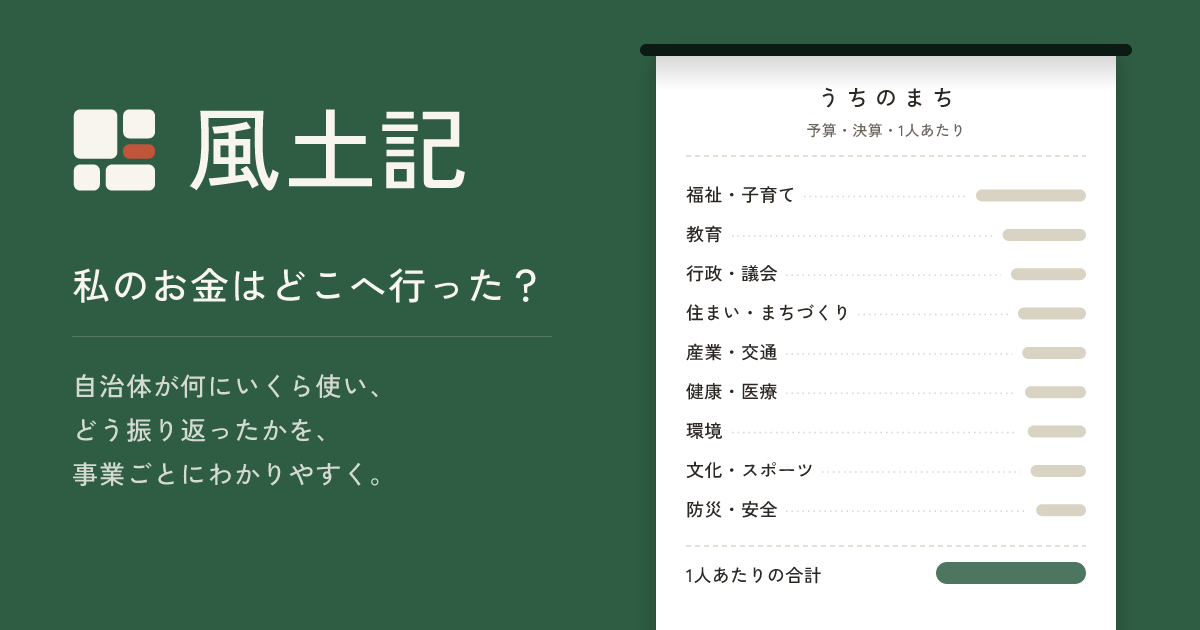 風土記
私のお金はどこへ行った？
自治体が何にいくら使い、
どう振り返ったかを、
事業ごとにわかりやすく。
うちのまち
予算・決算・1人あたり
福祉・子育て
教育
行政・議会
住まい・まちづくり
産業・交通
健康・医療
環境
文化・スポーツ
防災・安全
1人あたりの合計